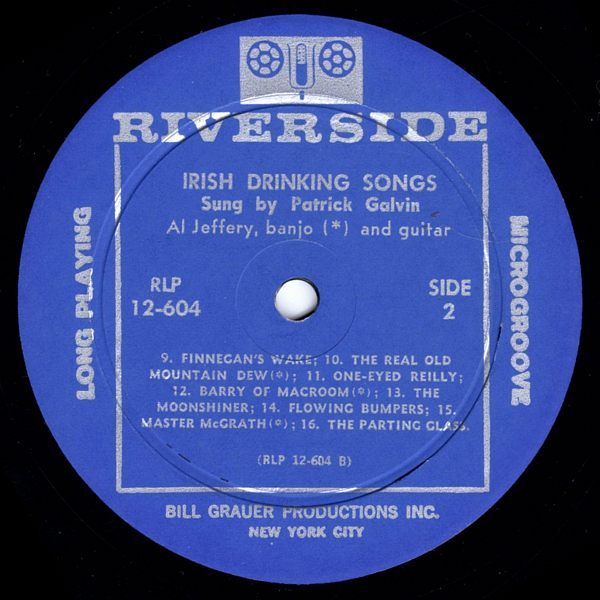 RIVERSIDE
IRISH DRINKING SONGS
Sung by Patrick Galvin
Al Jeffery, banjo (*) and guitar
LONG PLAYING
MICROGROOVE
RLP
12-604
SIDE
2
9. FINNEGAN'S WAKE; 10. THE REAL OLD
MOUNTAIN DEW(*); 11. ONE-EYED REILLY;
12. BARRY OF MACROOM(*); 13. THE
MOONSHINER; 14. FLOWING BUMPERS; 15.
MASTER McGRATH(*); 16. THE PARTING GLASS.
(RLP 12-604 B)
BILL GRAUER PRODUCTIONS INC.
NEW YORK CITY